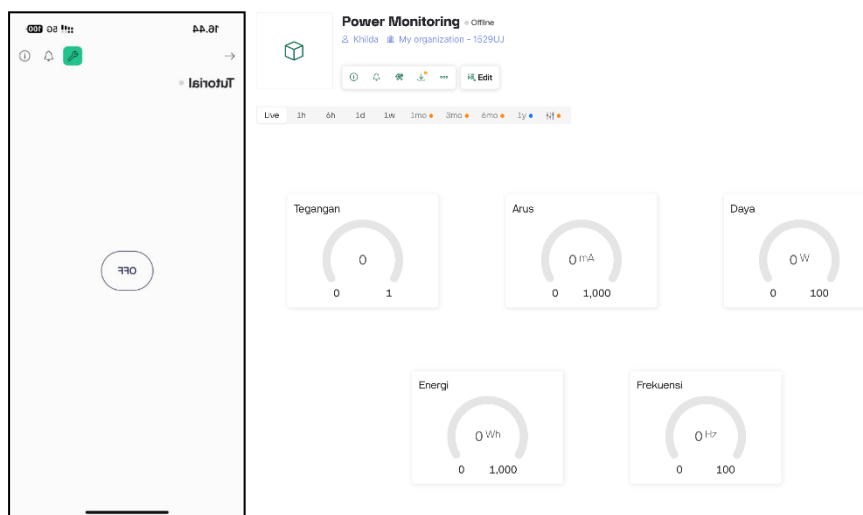 16.44
5G 100
Tutorial
OFF
Power Monitoring Offline
Khilda My organization - 1529UJ
Edit
Live 1h 6h 1d 1w 1mo 3mo 6mo 1y
Tegangan
0
0 1
Arus
0 mA
0 1,000
Daya
0 W
0 100
Energi
0 Wh
0 1,000
Frekuensi
0 Hz
0 100